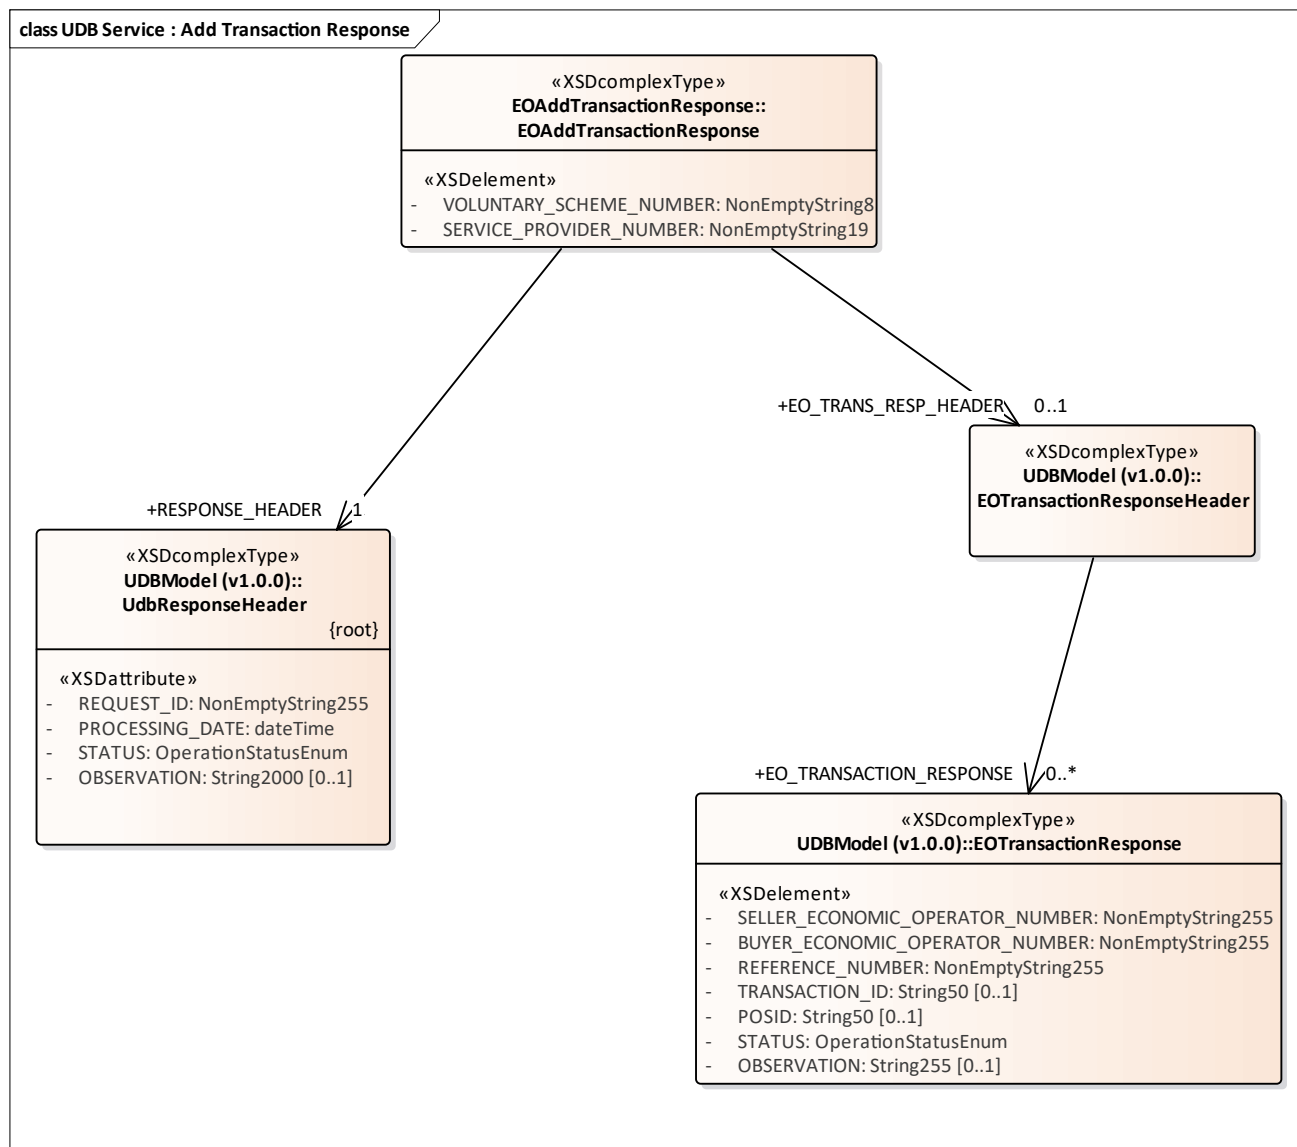 class UDB Service : Add Transaction Response
«XSDcomplexType»
EOAddTransactionResponse::
EOAddTransactionResponse
«XSDelement»
- VOLUNTARY_SCHEME_NUMBER: NonEmptyString8
- SERVICE_PROVIDER_NUMBER: NonEmptyString19
+EO_TRANS_RESP_HEADER 0..1
«XSDcomplexType»
UDBModel (v1.0.0)::
EOTransactionResponseHeader
+RESPONSE_HEADER 1
«XSDcomplexType»
UDBModel (v1.0.0)::
UdbResponseHeader
{root}
«XSDattribute»
- REQUEST_ID: NonEmptyString255
- PROCESSING_DATE: dateTime
- STATUS: OperationStatusEnum
- OBSERVATION: String2000 [0..1]
+EO_TRANSACTION_RESPONSE 0..*
«XSDcomplexType»
UDBModel (v1.0.0)::EOTransactionResponse
«XSDelement»
- SELLER_ECONOMIC_OPERATOR_NUMBER: NonEmptyString255
- BUYER_ECONOMIC_OPERATOR_NUMBER: NonEmptyString255
- REFERENCE_NUMBER: NonEmptyString255
- TRANSACTION_ID: String50 [0..1]
- POSID: String50 [0..1]
- STATUS: OperationStatusEnum
- OBSERVATION: String255 [0..1]